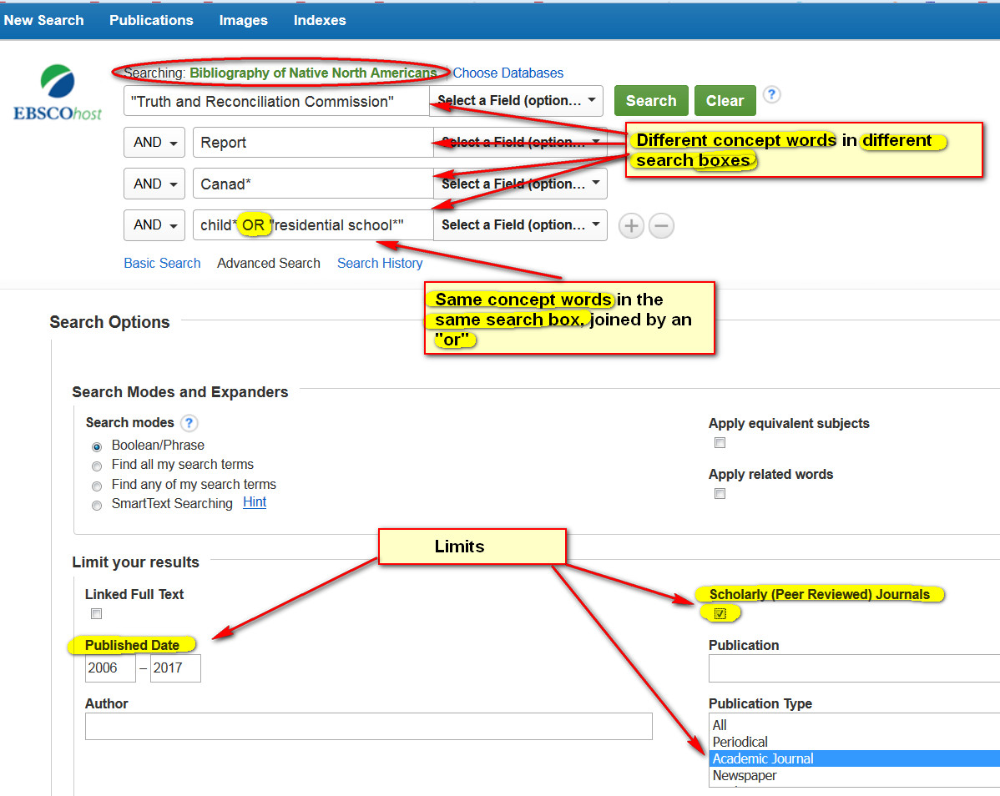 New Search Publications Images Indexes
Searching: Bibliography of Native North Americans Choose Databases
EBSCOhost
"Truth and Reconciliation Commission" Select a Field (option... Search Clear ?
AND Report Select a Field (option...
Different concept words in different
search boxes
AND Canad* Select a Field (option...
AND child* OR "residential school*" Select a Field (option...
Basic Search Advanced Search Search History
Same concept words in the
same search box, joined by an
"or"
Search Options
Search Modes and Expanders
Search modes ?
Boolean/Phrase
Find all my search terms
Find any of my search terms
SmartText Searching Hint
Apply equivalent subjects
Apply related words
Limits
Limit your results
Linked Full Text
Scholarly (Peer Reviewed) Journals
Published Date
2006 – 2017
Publication
Author
Publication Type
All
Periodical
Academic Journal
Newspaper